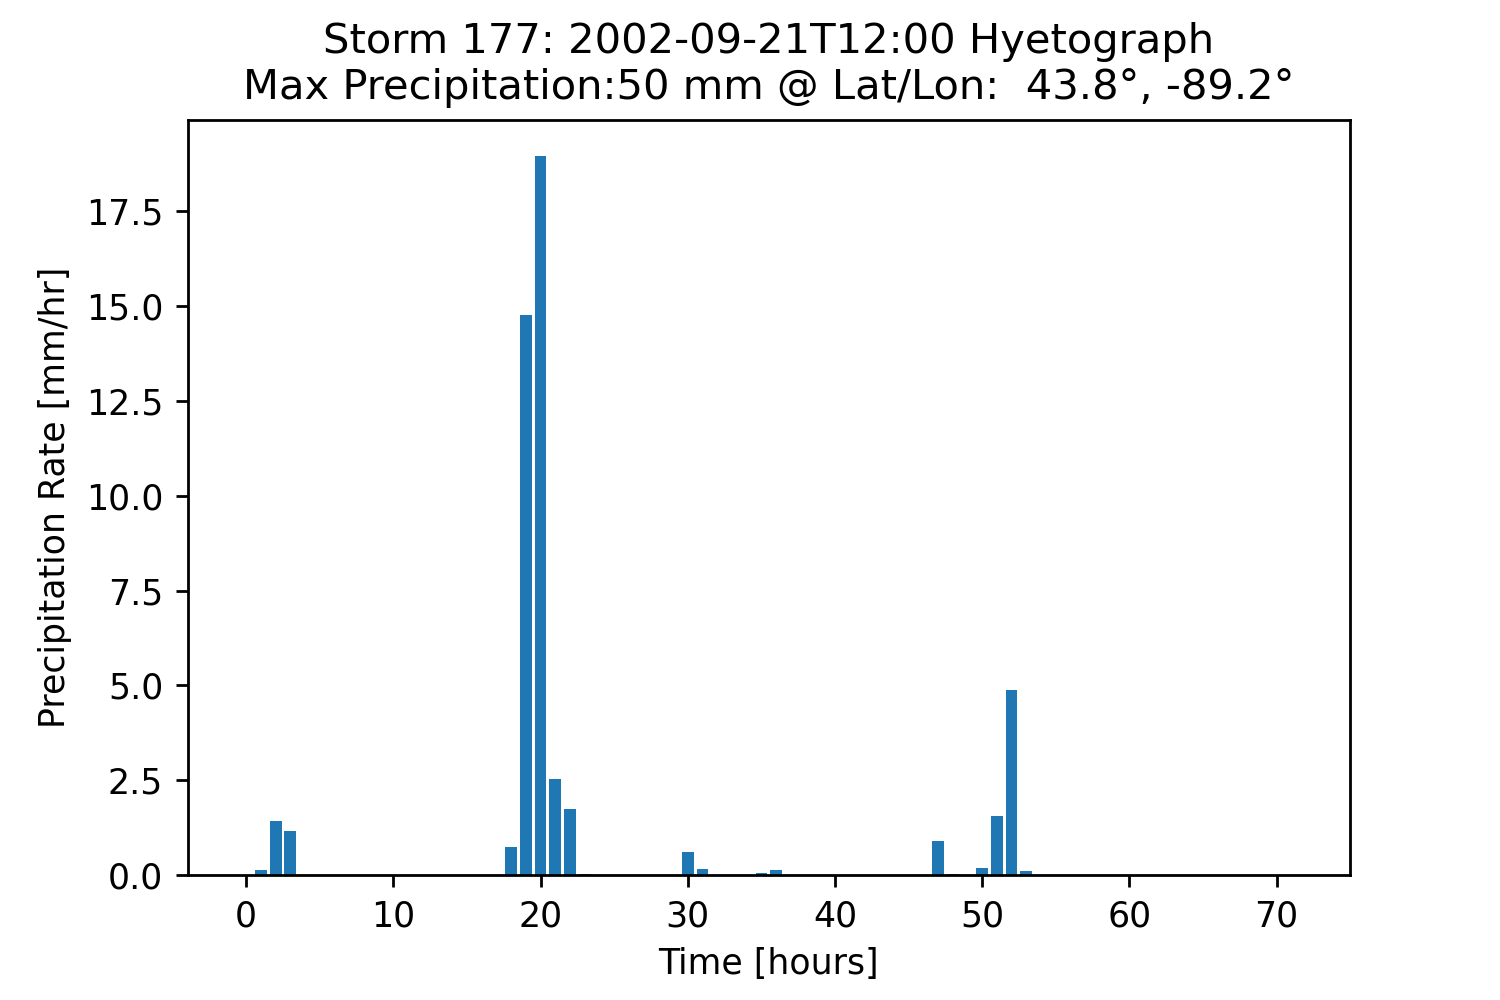 Storm 177: 2002-09-21T12:00 Hyetograph
Max Precipitation:50 mm @ Lat/Lon:  43.8°, -89.2°
Precipitation Rate [mm/hr]
17.5
15.0
12.5
10.0
7.5
5.0
2.5
0.0
0 10 20 30 40 50 60 70
Time [hours]